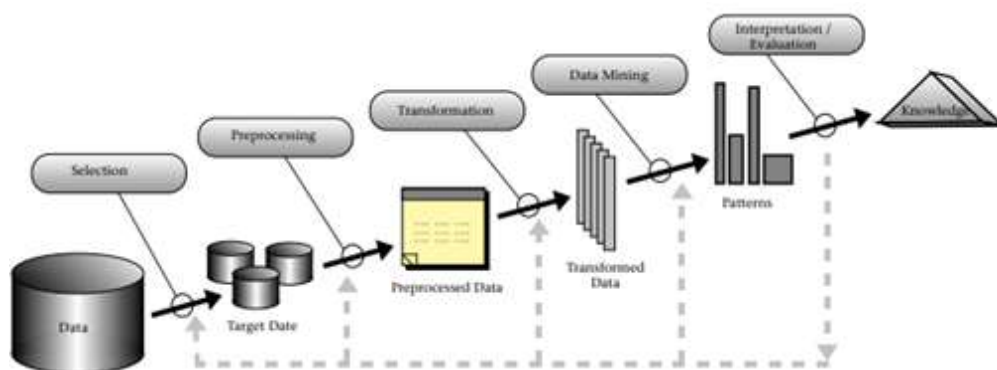 Interpretation /
Evaluation
Data Mining
Transformation
Preprocessing
Selection
Data
Target Date
Preprocessed Data
Transformed
Data
Patterns
Knowledge